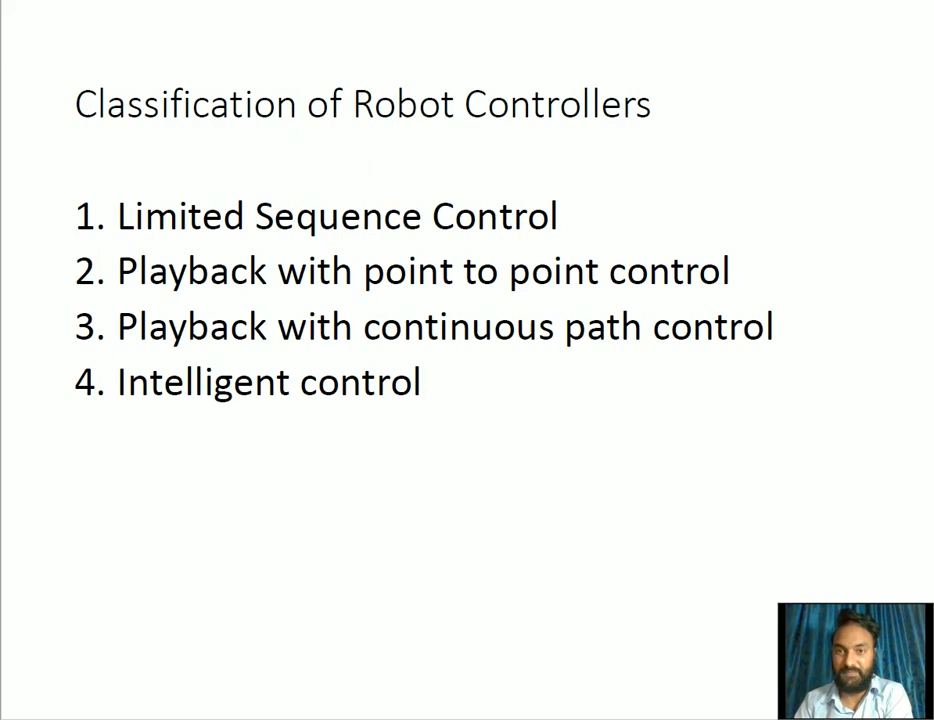 Classification of Robot Controllers
1. Limited Sequence Control
2. Playback with point to point control
3. Playback with continuous path control
4. Intelligent control